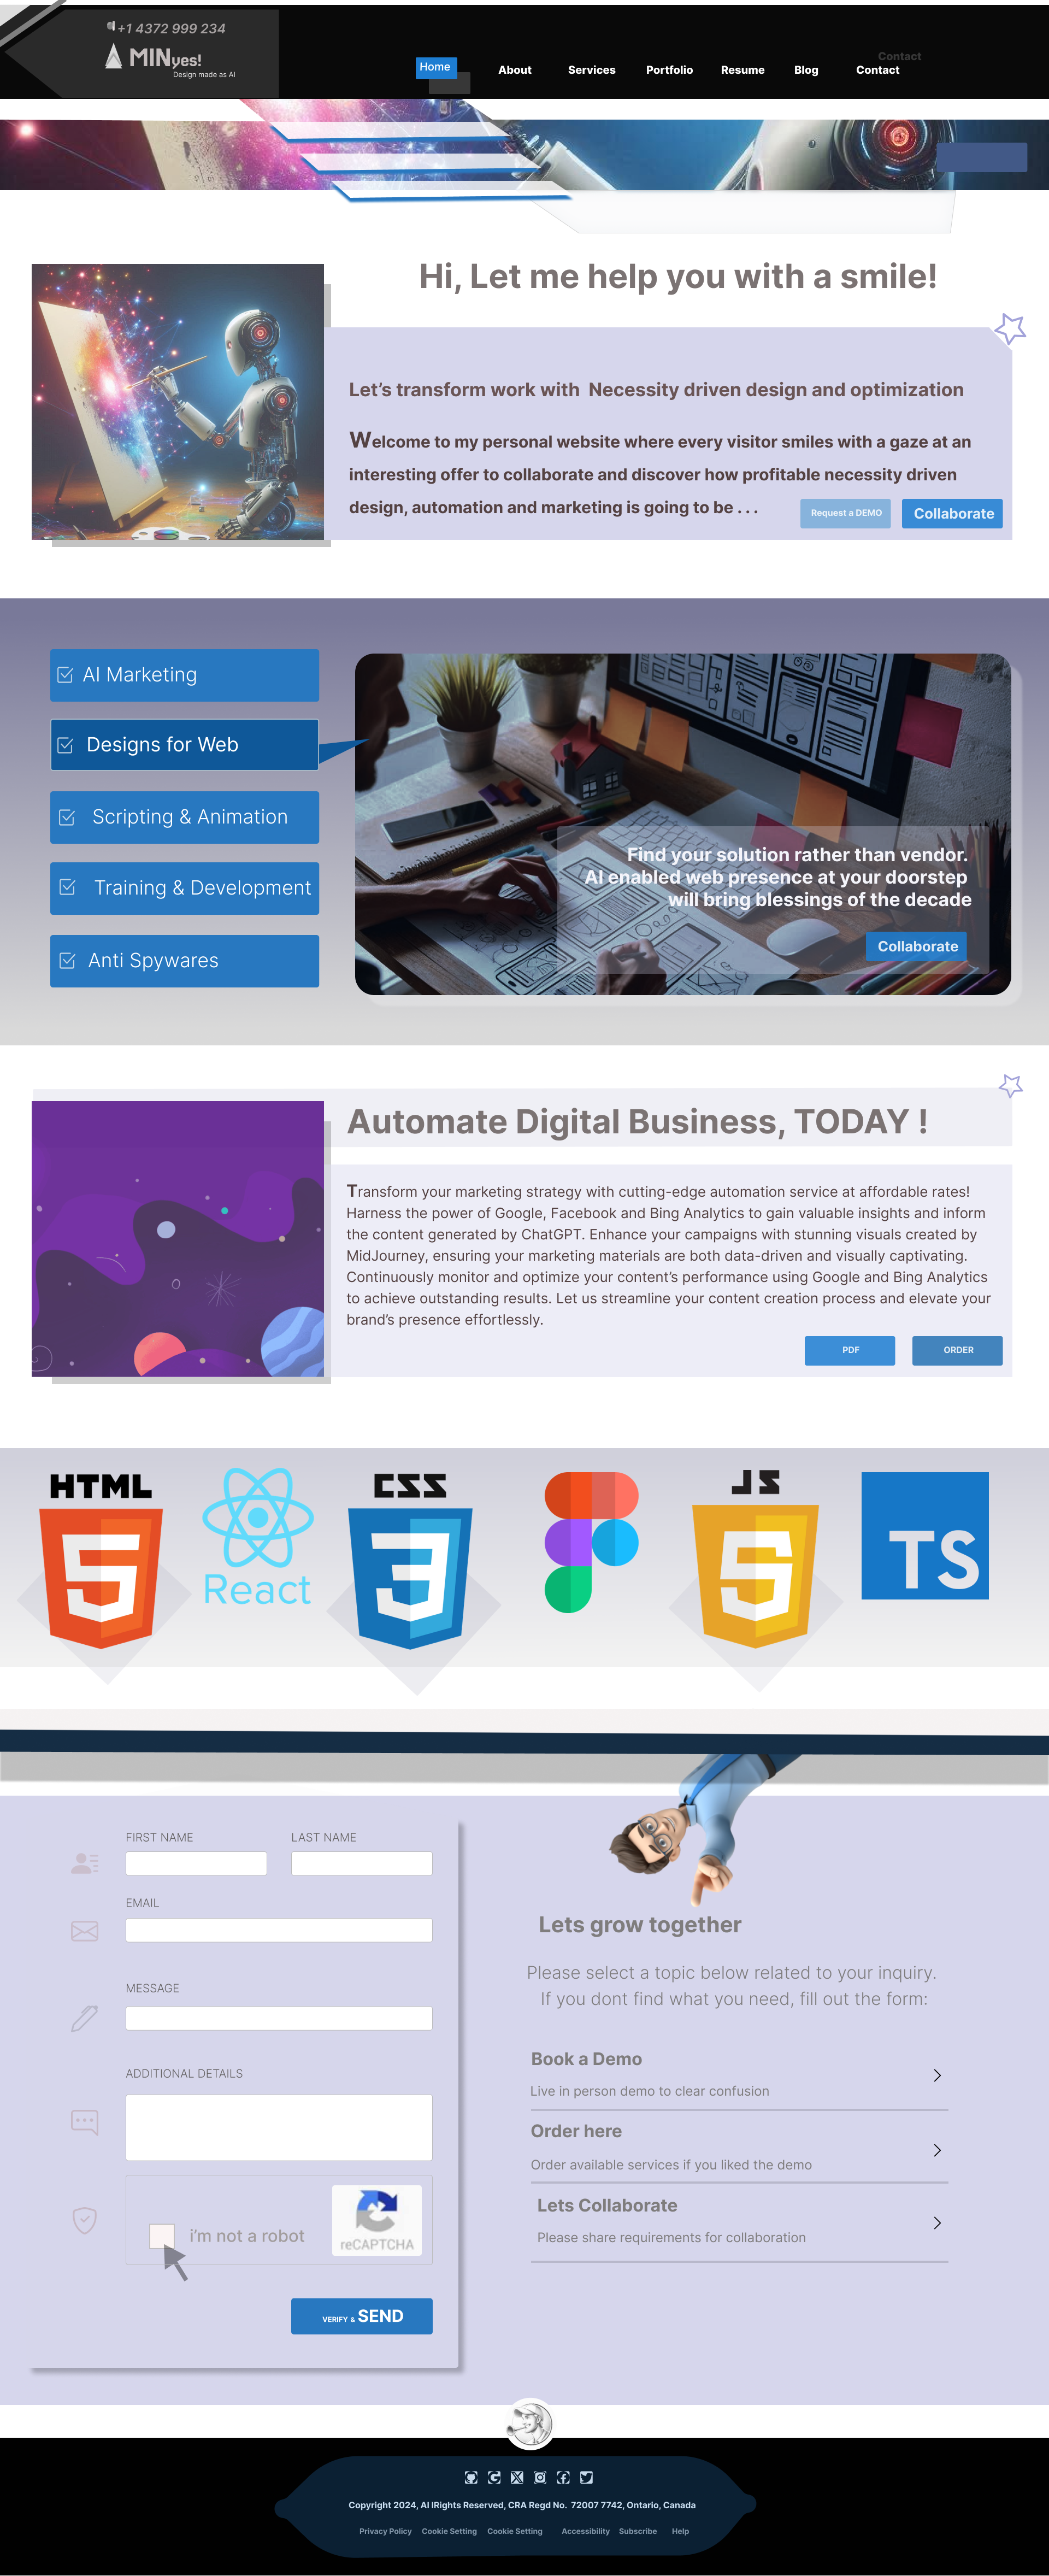 +1 4372 999 234
MINyes!
Design made as AI
Home
About
Services
Portfolio
Resume
Blog
Contact
Contact
Hi, Let me help you with a smile!
Let's transform work with Necessity driven design and optimization
Welcome to my personal website where every visitor smiles with a gaze at an
interesting offer to collaborate and discover how profitable necessity driven
design, automation and marketing is going to be . . .
Request a DEMO
Collaborate
AI Marketing
Designs for Web
Scripting & Animation
Training & Development
Anti Spywares
Find your solution rather than vendor.
AI enabled web presence at your doorstep
will bring blessings of the decade
Collaborate
Automate Digital Business, TODAY !
Transform your marketing strategy with cutting-edge automation service at affordable rates!
Harness the power of Google, Facebook and Bing Analytics to gain valuable insights and inform
the content generated by ChatGPT. Enhance your campaigns with stunning visuals created by
MidJourney, ensuring your marketing materials are both data-driven and visually captivating.
Continuously monitor and optimize your content's performance using Google and Bing Analytics
to achieve outstanding results. Let us streamline your content creation process and elevate your
brand's presence effortlessly.
PDF
ORDER
HTML
5
React
CSS
3
JS
5
TS
FIRST NAME
LAST NAME
EMAIL
MESSAGE
ADDITIONAL DETAILS
i'm not a robot
reCAPTCHA
VERIFY & SEND
Lets grow together
Please select a topic below related to your inquiry.
If you dont find what you need, fill out the form:
Book a Demo
Live in person demo to clear confusion
Order here
Order available services if you liked the demo
Lets Collaborate
Please share requirements for collaboration
Copyright 2024, Al lRights Reserved, CRA Regd No. 72007 7742, Ontario, Canada
Privacy Policy
Cookie Setting
Cookie Setting
Accessibility
Subscribe
Help